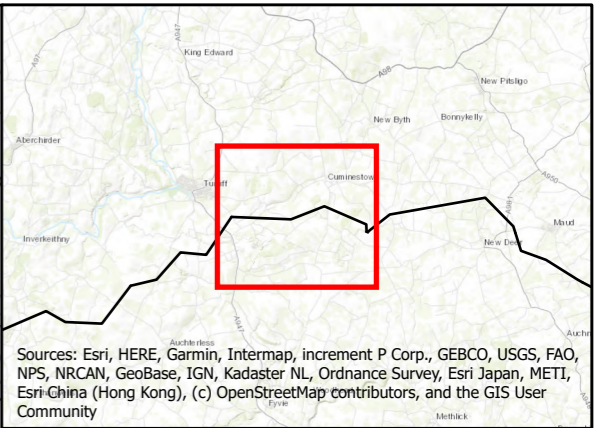 A947
A97
King Edward
A98
New Pitsligo
New Byth
Bonnykelly
Aberchirder
A950
Cuminestow
Turriff
A981
Maud
Inverkeithny
New Deer
A947
Auchterless
Auchn
Sources: Esri, HERE, Garmin, Intermap, increment P Corp., GEBCO, USGS, FAO,
NPS, NRCAN, GeoBase, IGN, Kadaster NL, Ordnance Survey, Esri Japan, METI,
Esri China (Hong Kong), (c) OpenStreetMap contributors, and the GIS User
Community
Fyvie
Methlick